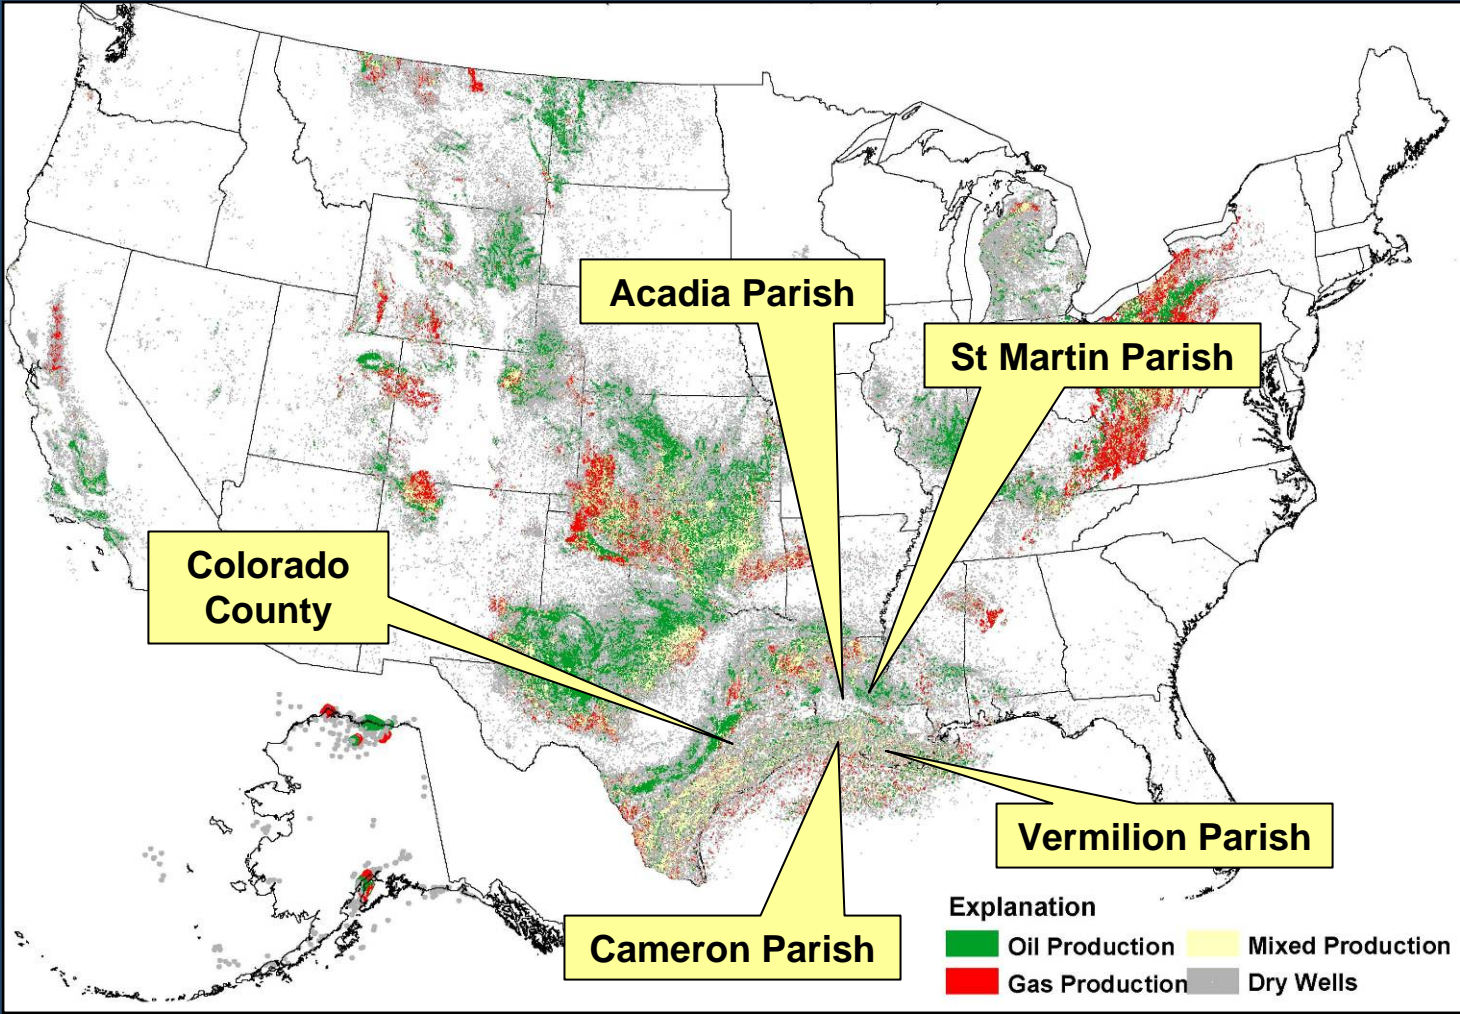 Acadia Parish
St Martin Parish
Colorado
County
Vermilion Parish
Cameron Parish
Explanation
Oil Production
Mixed Production
Gas Production
Dry Wells